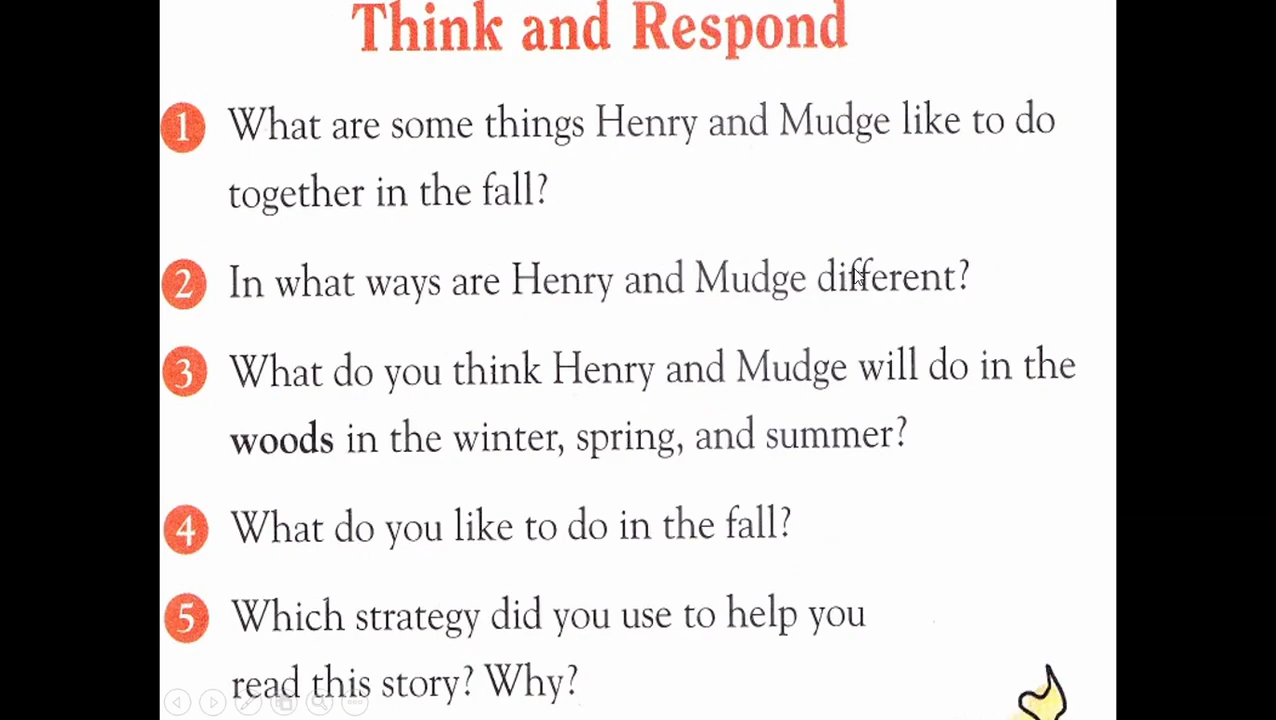 Think and Respond
1 What are some things Henry and Mudge like to do
together in the fall?
2 In what ways are Henry and Mudge different?
3 What do you think Henry and Mudge will do in the
woods in the winter, spring, and summer?
4 What do you like to do in the fall?
5 Which strategy did you use to help you
read this story? Why?